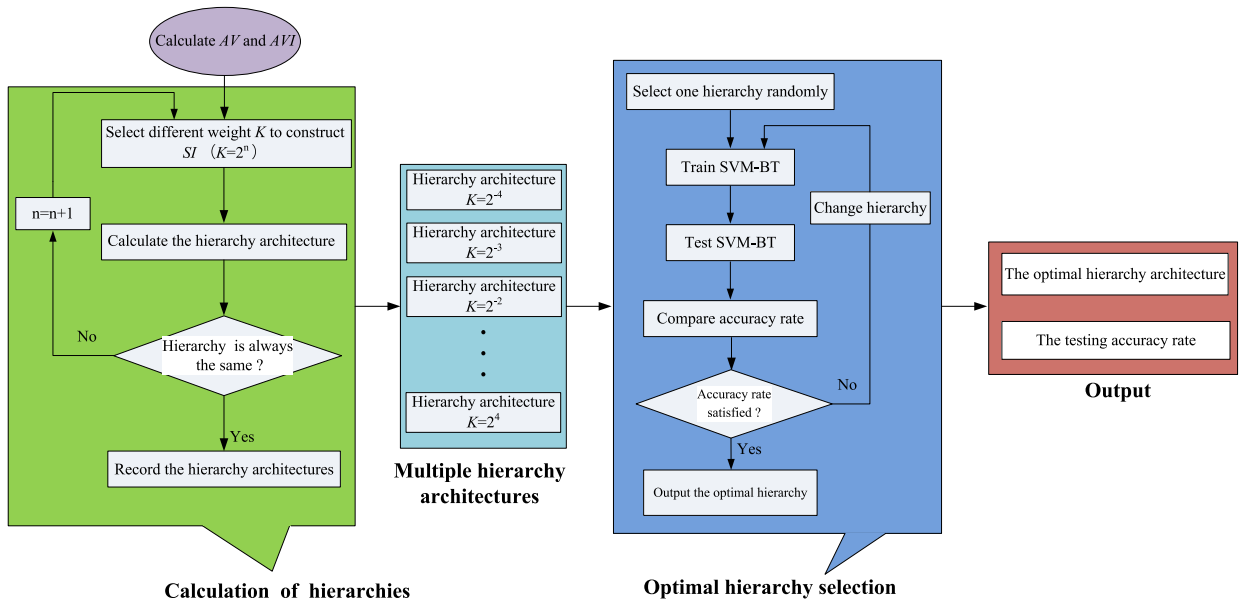 Calculate AV and AVI
Select different weight K to construct
SI （K=2ⁿ）
n=n+1
Calculate the hierarchy architecture
No
Hierarchy is always
the same ?
Yes
Record the hierarchy architectures
Calculation of hierarchies
Hierarchy architecture
K=2⁻⁴
Hierarchy architecture
K=2⁻³
Hierarchy architecture
K=2⁻²
Hierarchy architecture
K=2⁴
Multiple hierarchy
architectures
Select one hierarchy randomly
Train SVM-BT
Change hierarchy
Test SVM-BT
Compare accuracy rate
No
Accuracy rate
satisfied ?
Yes
Output the optimal hierarchy
Optimal hierarchy selection
The optimal hierarchy architecture
The testing accuracy rate
Output